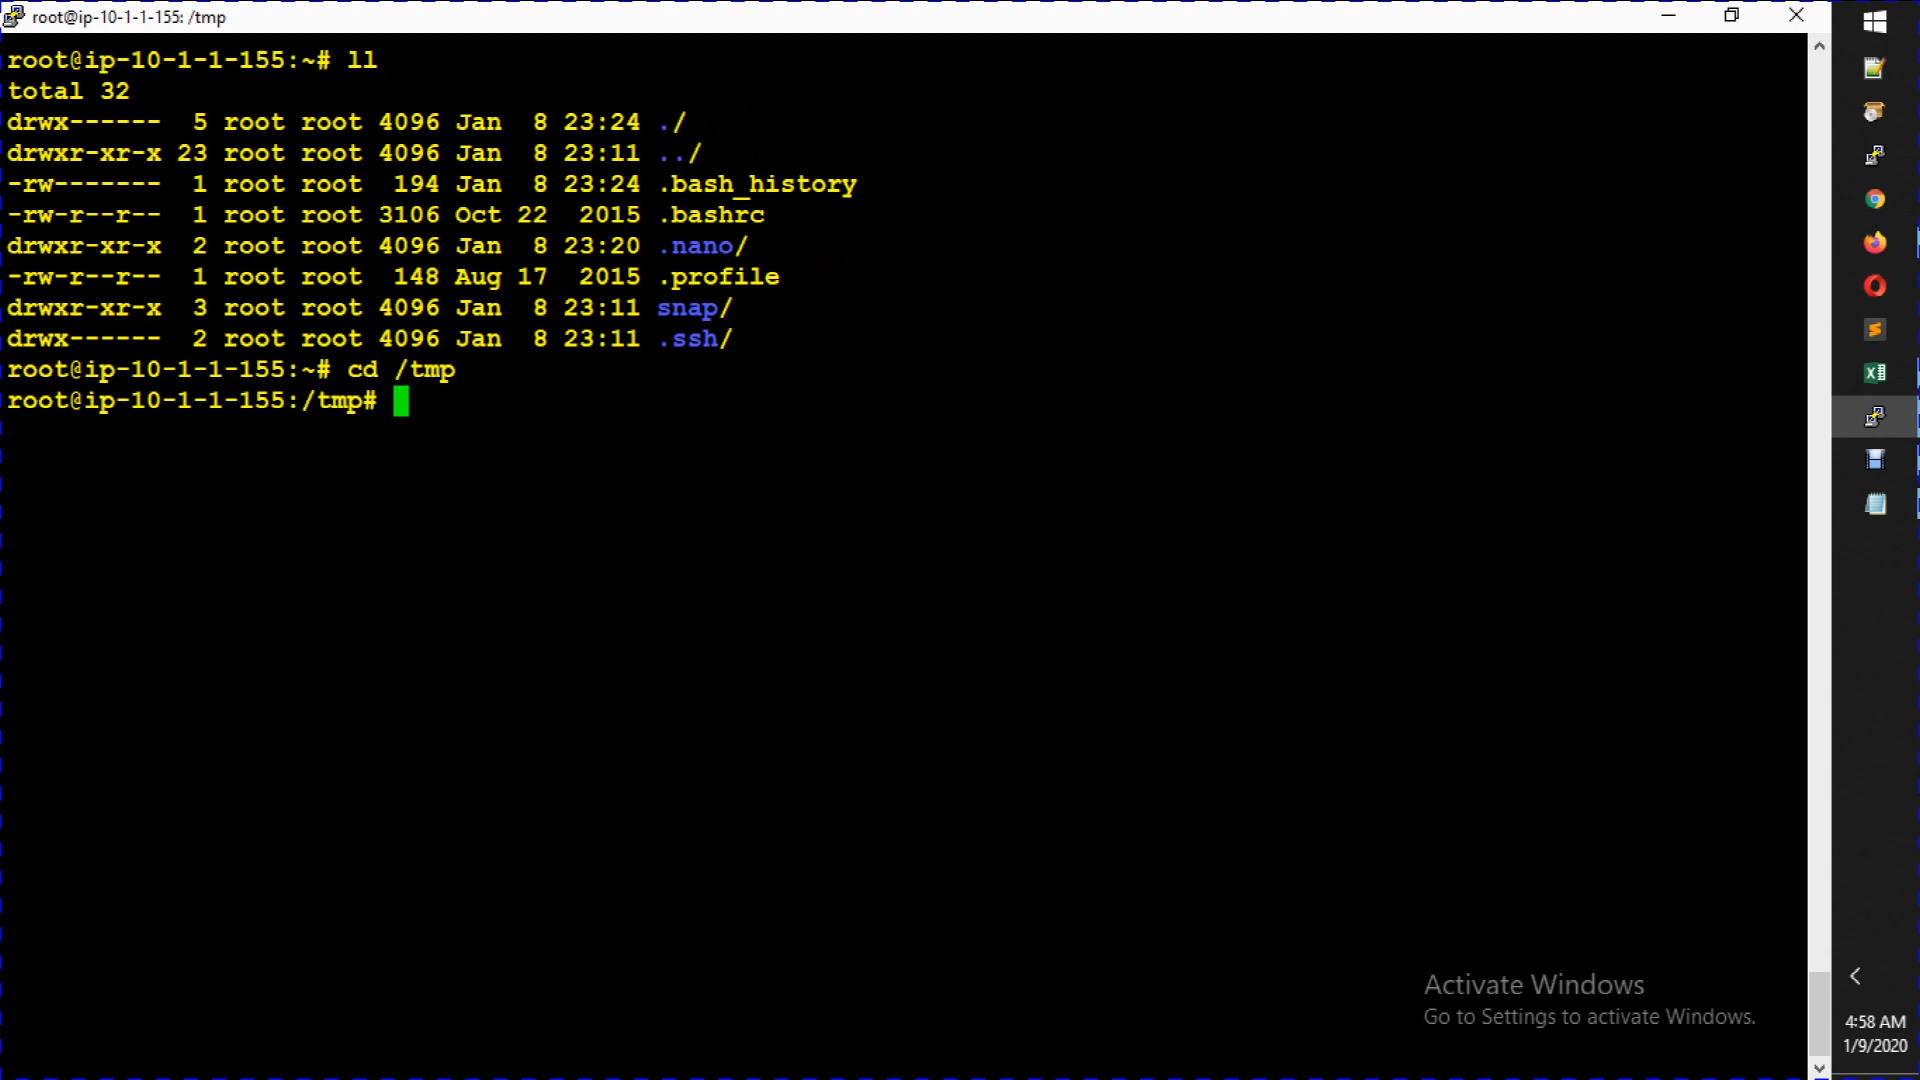 root@ip-10-1-1-155: /tmp
root@ip-10-1-1-155:~# ll
total 32
drwx------  5 root root 4096 Jan  8 23:24 ./
drwxr-xr-x 23 root root 4096 Jan  8 23:11 ../
-rw-------  1 root root  194 Jan  8 23:24 .bash_history
-rw-r--r--  1 root root 3106 Oct 22  2015 .bashrc
drwxr-xr-x  2 root root 4096 Jan  8 23:20 .nano/
-rw-r--r--  1 root root  148 Aug 17  2015 .profile
drwxr-xr-x  3 root root 4096 Jan  8 23:11 snap/
drwx------  2 root root 4096 Jan  8 23:11 .ssh/
root@ip-10-1-1-155:~# cd /tmp
root@ip-10-1-1-155:/tmp#
Activate Windows
Go to Settings to activate Windows.
4:58 AM
1/9/2020